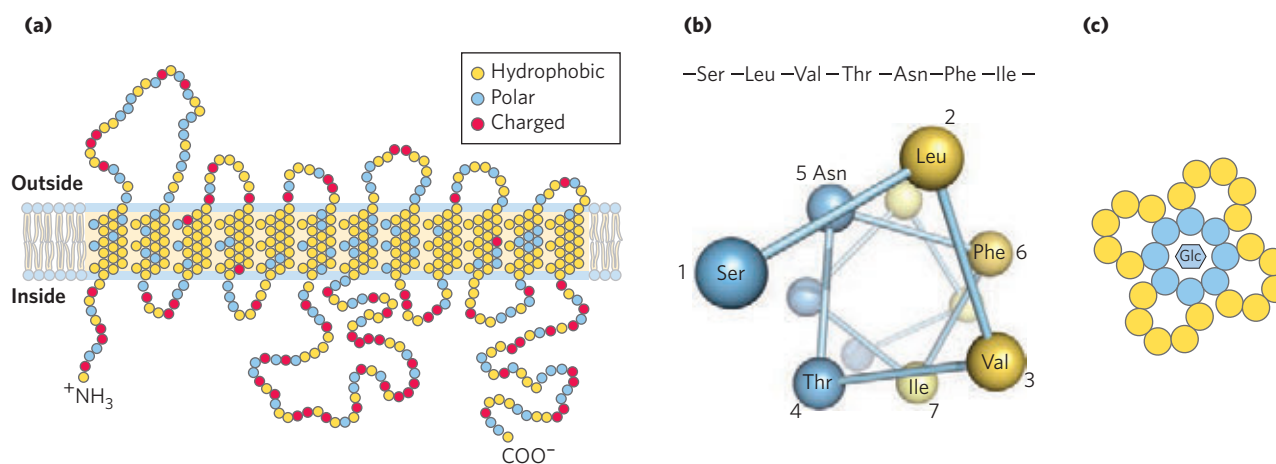 (a)
Hydrophobic
Polar
Charged
Outside
Inside
+NH3
COO−
(b)
—Ser —Leu —Val —Thr —Asn —Phe —Ile —
2
Leu
5 Asn
Phe 6
1 Ser
Thr
4
Ile
7
Val
3
(c)
Glc